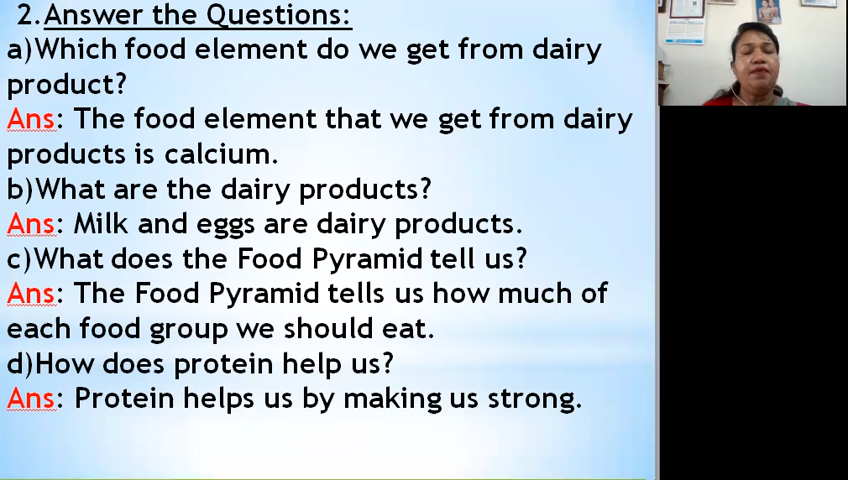 2.Answer the Questions:
a)Which food element do we get from dairy
product?
Ans: The food element that we get from dairy
products is calcium.
b)What are the dairy products?
Ans: Milk and eggs are dairy products.
c)What does the Food Pyramid tell us?
Ans: The Food Pyramid tells us how much of
each food group we should eat.
d)How does protein help us?
Ans: Protein helps us by making us strong.